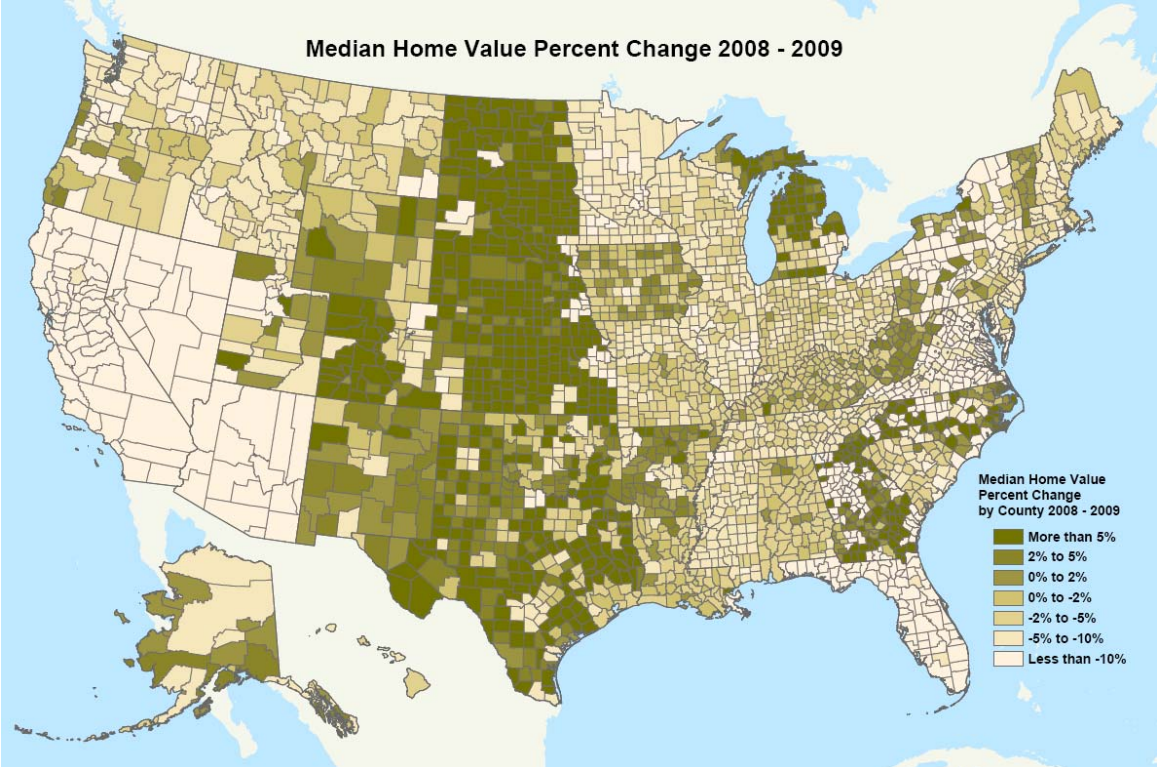 Median Home Value Percent Change 2008 - 2009
Median Home Value
Percent Change
by County 2008 - 2009
More than 5%
2% to 5%
0% to 2%
0% to -2%
-2% to -5%
-5% to -10%
Less than -10%